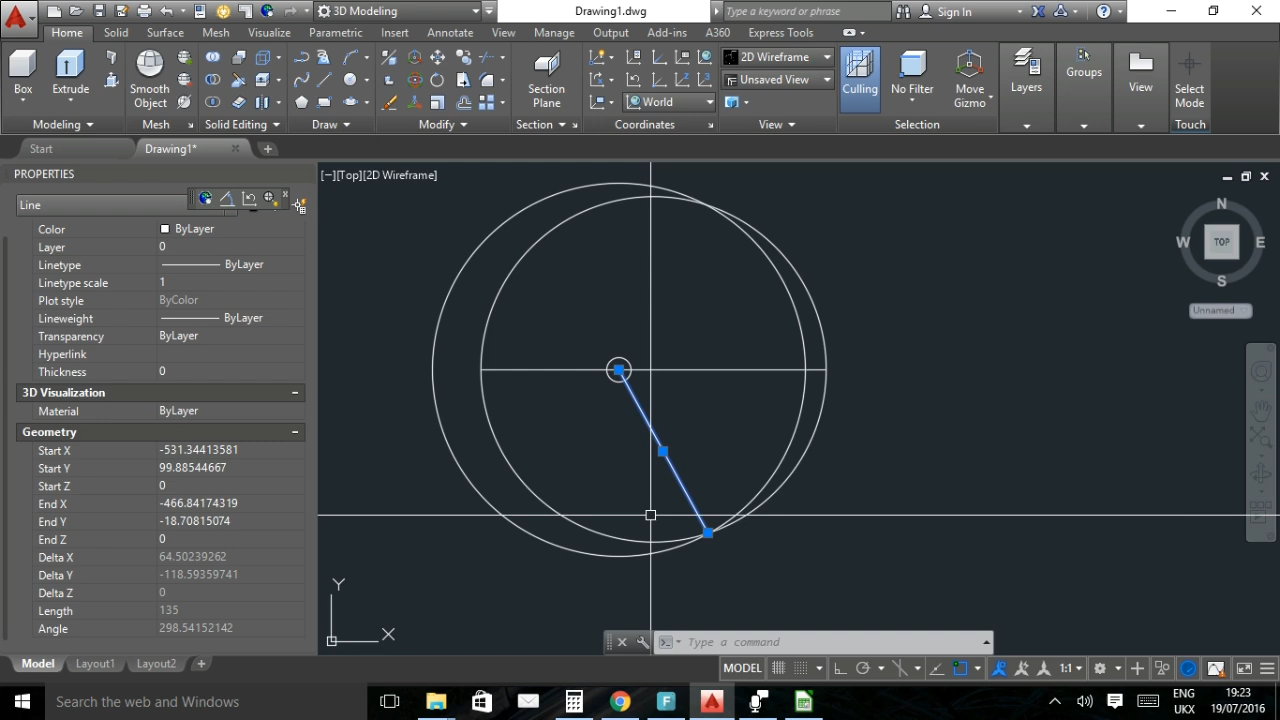 3D Modeling
Drawing1.dwg
Type a keyword or phrase
Sign In
Home Solid Surface Mesh Visualize Parametric Insert Annotate View Manage Output Add-ins A360 Express Tools
Box
Extrude
Smooth Object
Section Plane
World
2D Wireframe
Unsaved View
Culling
No Filter
Move Gizmo
Layers
Groups
View
Select Mode
Modeling Mesh Solid Editing Draw Modify Section Coordinates View Selection Touch
Start
Drawing1*
PROPERTIES
Line
Color ByLayer
Layer 0
Linetype ByLayer
Linetype scale 1
Plot style ByColor
Lineweight ByLayer
Transparency ByLayer
Hyperlink
Thickness 0
3D Visualization
Material ByLayer
Geometry
Start X -531.34413581
Start Y 99.88544667
Start Z 0
End X -466.84174319
End Y -18.70815074
End Z 0
Delta X 64.50239262
Delta Y -118.59359741
Delta Z 0
Length 135
Angle 298.54152142
[−][Top][2D Wireframe]
N
W TOP E
S
Unnamed
Y
X
Type a command
Model Layout1 Layout2
MODEL 1:1
Search the web and Windows
ENG
UKX
19:23
19/07/2016